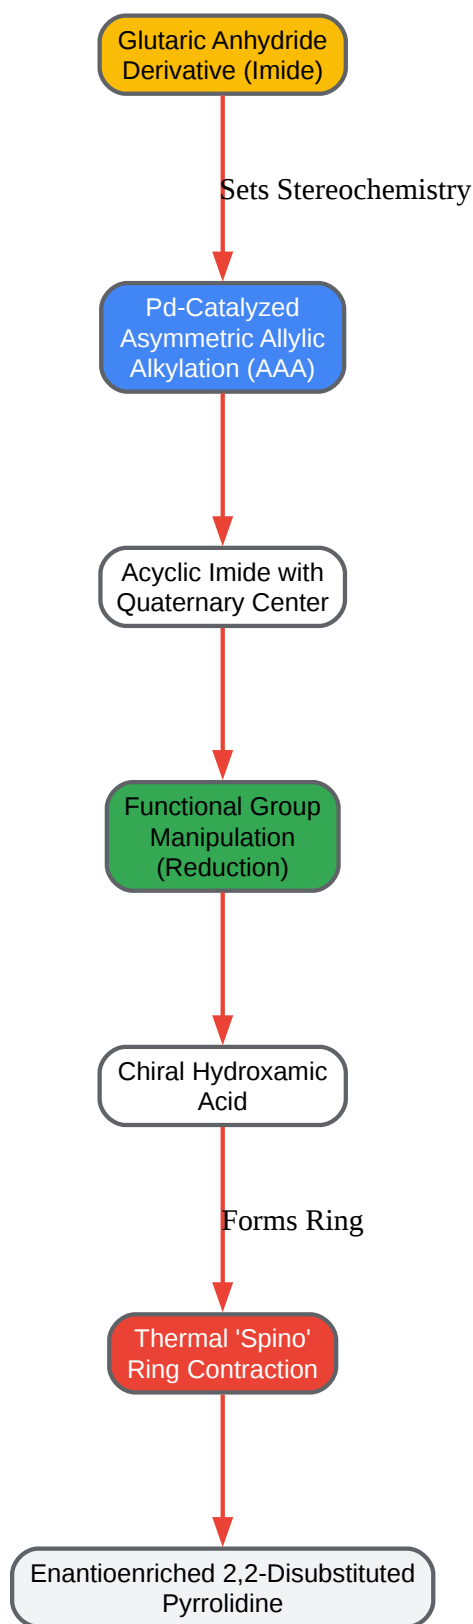 Glutaric Anhydride
Derivative (Imide)
Sets Stereochemistry
Pd-Catalyzed
Asymmetric Allylic
Alkylation (AAA)
Acyclic Imide with
Quaternary Center
Functional Group
Manipulation
(Reduction)
Chiral Hydroxamic
Acid
Forms Ring
Thermal 'Spino'
Ring Contraction
Enantioenriched 2,2-Disubstituted
Pyrrolidine